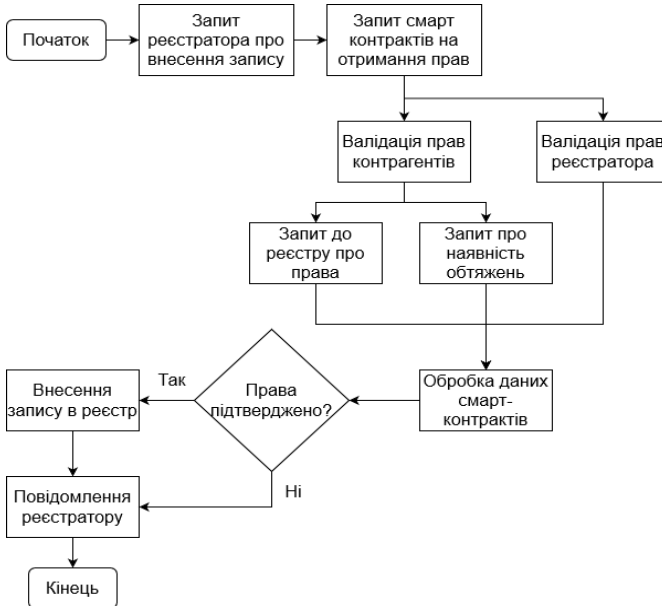 Початок
Запит
реєстратора про
внесення запису
Запит смарт
контрактів на
отримання прав
Валідація прав
контрагентів
Валідація прав
реєстратора
Запит до
реєстру про
права
Запит про
наявність
обтяжень
Обробка даних
смарт-
контрактів
Права
підтверджено?
Так
Ні
Внесення
запису в реєстр
Повідомлення
реєстратору
Кінець